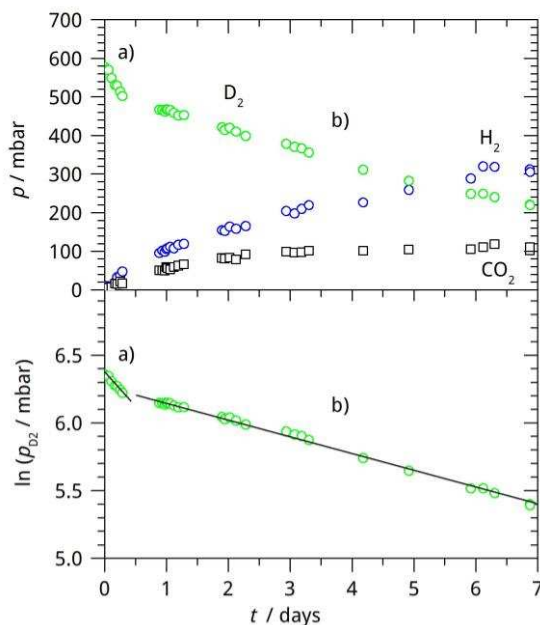 700
600
500
400
300
200
100
0
p / mbar
a)
D2
b)
H2
CO2
6.5
6.0
5.5
5.0
ln (pD2 / mbar)
a)
b)
0 1 2 3 4 5 6 7
t / days